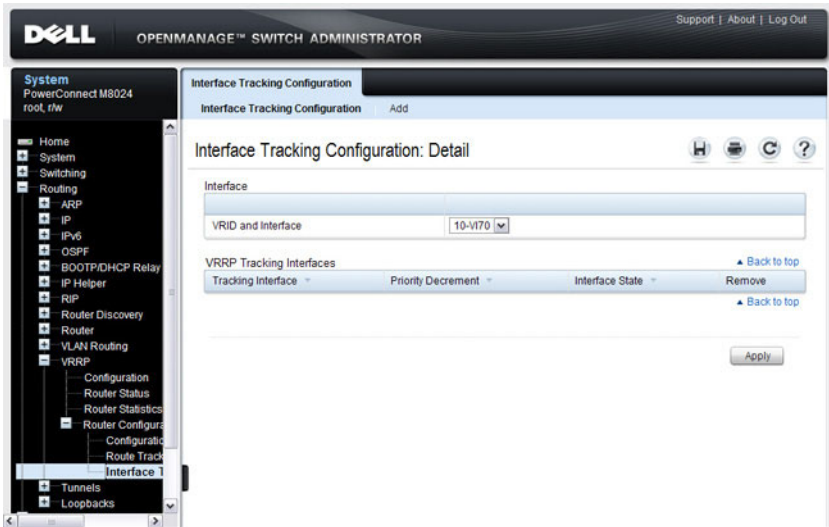 Support | About | Log Out
DELL
OPENMANAGE™ SWITCH ADMINISTRATOR
System
PowerConnect M8024
root, r/w
Home
System
Switching
Routing
ARP
IP
IPv6
OSPF
BOOTP/DHCP Relay
IP Helper
RIP
Router Discovery
Router
VLAN Routing
VRRP
Configuration
Router Status
Router Statistics
Router Configura
Configuratio
Route Track
Interface T
Tunnels
Loopbacks
Interface Tracking Configuration
Interface Tracking Configuration Add
Interface Tracking Configuration: Detail
Interface
VRID and Interface 10-Vl70
VRRP Tracking Interfaces Back to top
Tracking Interface Priority Decrement Interface State Remove
Back to top
Apply